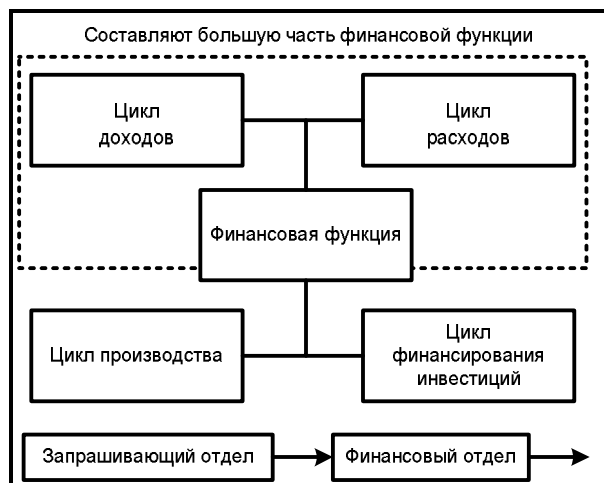 Составляют большую часть финансовой функции
Цикл
доходов
Цикл
расходов
Финансовая функция
Цикл производства
Цикл
финансирования
инвестиций
Запрашивающий отдел
Финансовый отдел